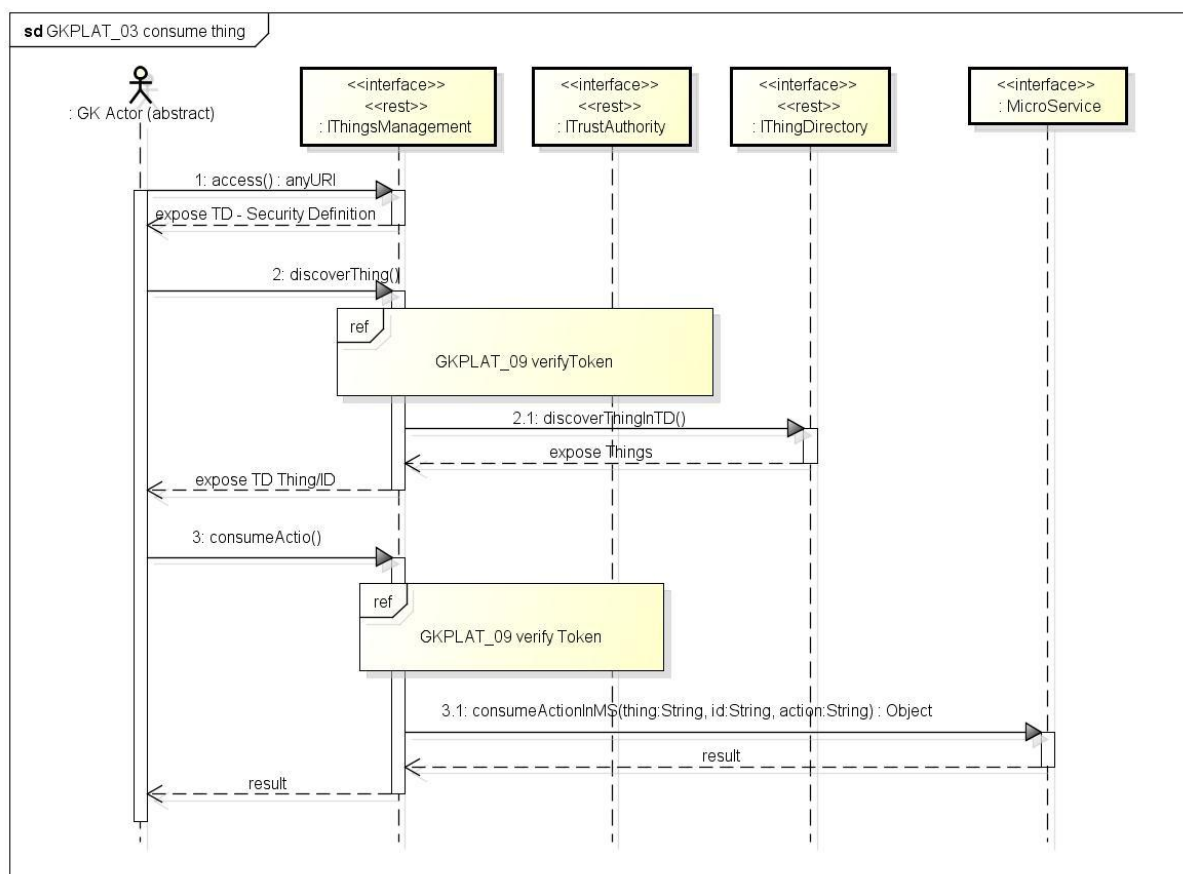 sd GKPLAT_03 consume thing
: GK Actor (abstract)
<<interface>>
<<rest>>
: IThingsManagement
<<interface>>
<<rest>>
: ITrustAuthority
<<interface>>
<<rest>>
: IThingDirectory
<<interface>>
: MicroService
1: access() : anyURI
expose TD - Security Definition
2: discoverThing()
ref
GKPLAT_09 verifyToken
2.1: discoverThingInTD()
expose Things
expose TD Thing/ID
3: consumeActio()
ref
GKPLAT_09 verify Token
3.1: consumeActionInMS(thing:String, id:String, action:String) : Object
result
result